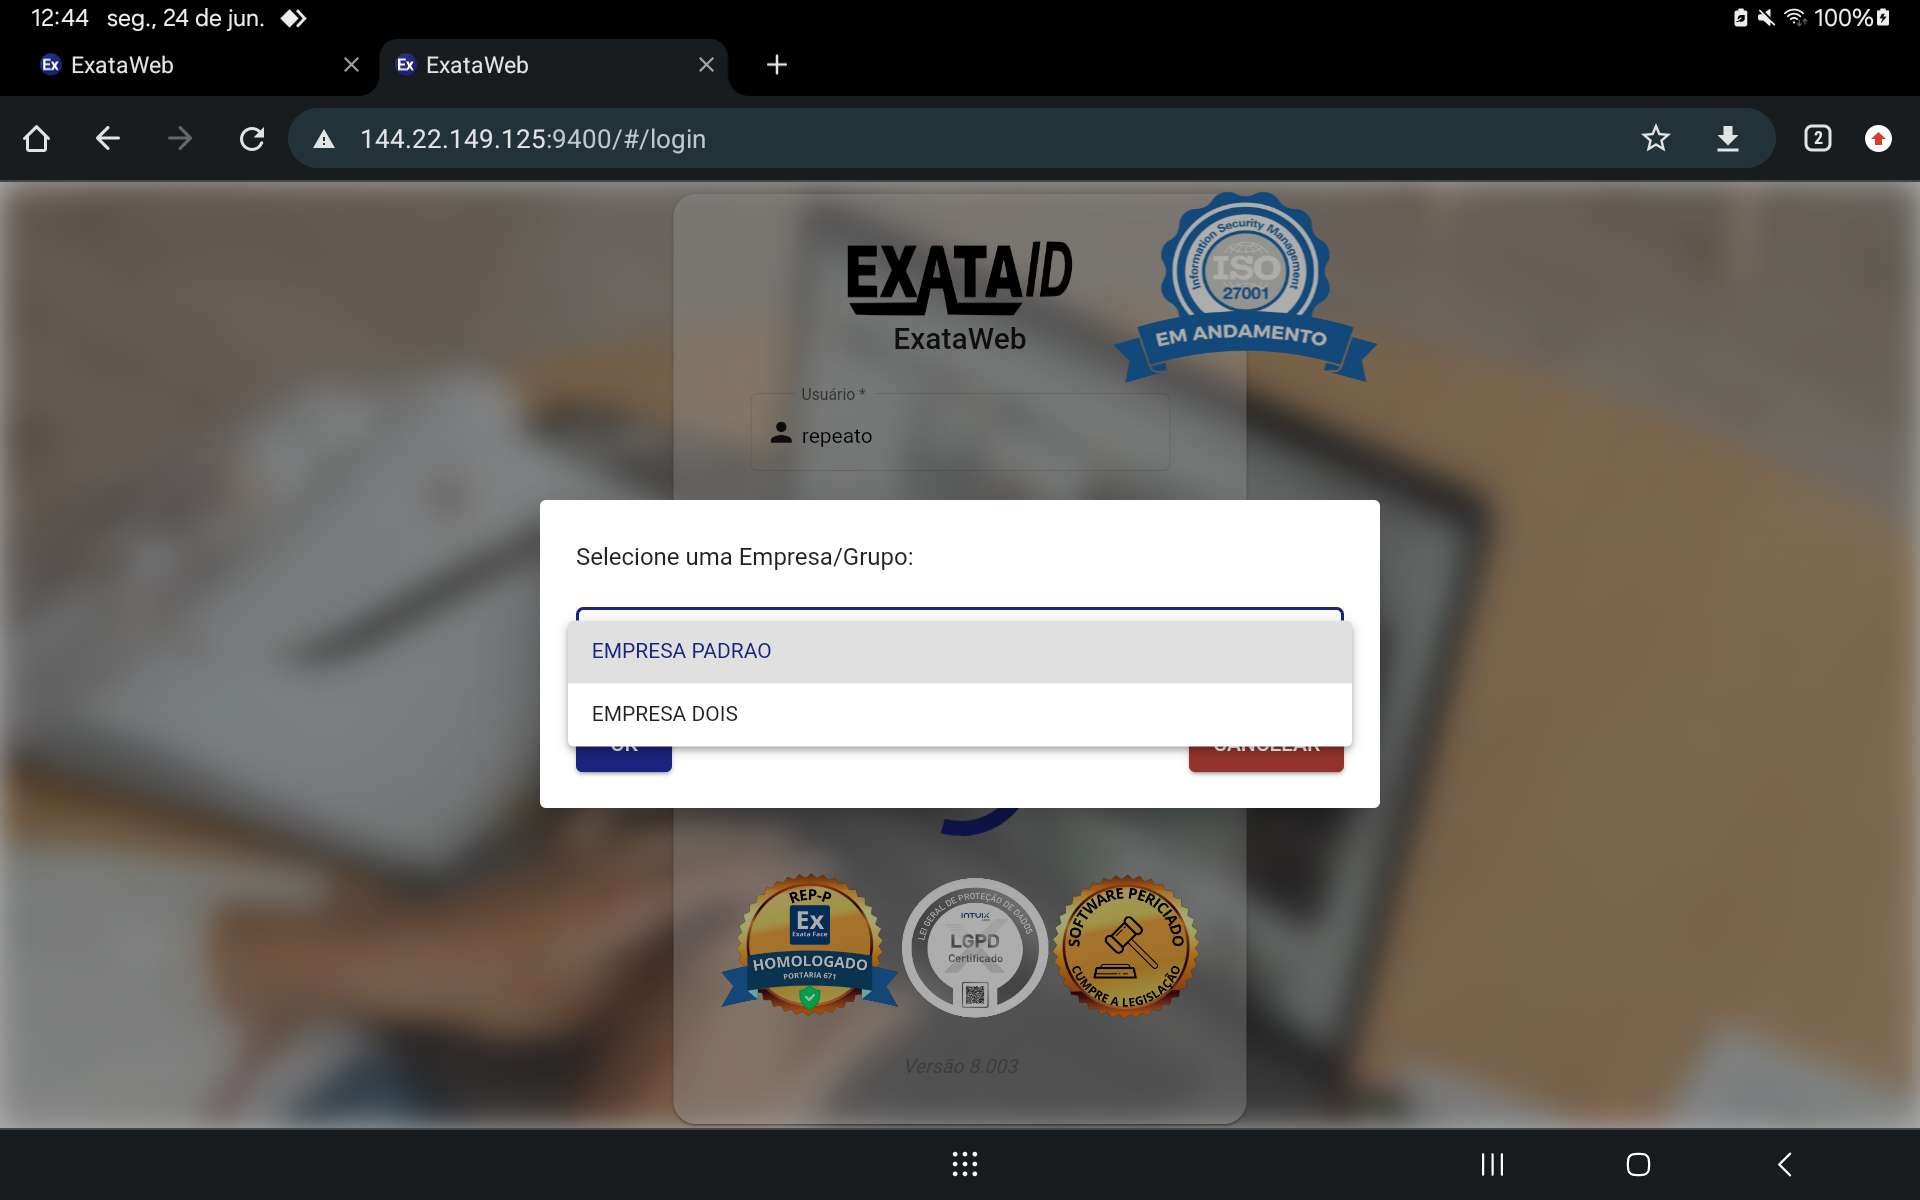 12:44 seg., 24 de jun. 100%
Ex ExataWeb
Ex ExataWeb
144.22.149.125:9400/#/login 2
EXATAID
ExataWeb
Information Security Management
ISO
27001
EM ANDAMENTO
Usuário *
repeato
Selecione uma Empresa/Grupo:
EMPRESA PADRAO
EMPRESA DOIS
OK CANCELAR
REP-P
Ex
Exata Face
HOMOLOGADO
PORTARIA 671
LEI GERAL DE PROTEÇÃO DE DADOS
INTUIX
LGPD
Certificado
SOFTWARE PERICIADO
CUMPRE A LEGISLAÇÃO
Versão 8.003